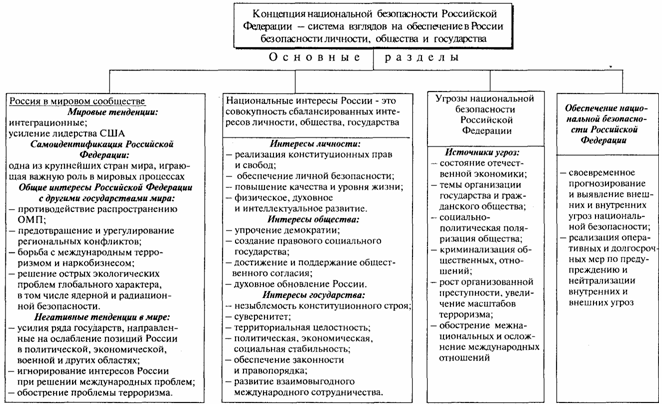 Концепция национальной безопасности Российской
Федерации – система взглядов на обеспечение в России
безопасности личности, общества и государства
Основные разделы
Россия в мировом сообществе
Мировые тенденции:
интеграционные;
усиление лидерства США
Самоидентификация Российской
Федерации:
одна из крупнейших стран мира, играю-
щая важную роль в мировых процессах
Общие интересы Российской Федерации
с другими государствами мира:
– противодействие распространению
ОМП;
– предотвращение и урегулирование
региональных конфликтов;
– борьба с международным терро-
ризмом и наркобизнесом;
– решение острых экологических
проблем глобального характера,
в том числе ядерной и радиацион-
ной безопасности.
Негативные тенденции в мире:
– усилия ряда государств, направлен-
ные на ослабление позиций России
в политической, экономической,
военной и других областях;
– игнорирование интересов России
при решении международных проблем;
– обострение проблемы терроризма.
Национальные интересы России - это
совокупность сбалансированных инте-
ресов личности, общества, государства
Интересы личности:
– реализация конституционных прав
и свобод;
– обеспечение личной безопасности;
– повышение качества и уровня жизни;
– физическое, духовное
и интеллектуальное развитие.
Интересы общества:
– упрочение демократии;
– создание правового социального
государства;
– достижение и поддержание общест-
венного согласия;
– духовное обновление России.
Интересы государства:
– незыблемость конституционного строя;
– суверенитет;
– территориальная целостность;
– политическая, экономическая,
социальная стабильность;
– обеспечение законности
и правопорядка;
– развитие взаимовыгодного
международного сотрудничества.
Угрозы национальной
безопасности
Российской
Федерации
Источники угроз:
– состояние отечест-
венной экономики;
– темы организации
государства и граж-
данского общества;
– социально-
политическая поля-
ризация общества;
– криминализация об-
щественных, отно-
шений;
– рост организованной
преступности, увели-
чение масштабов
терроризма;
– обострение межна-
циональных и ослож-
нение международных
отношений
Обеспечение нацио-
нальной безопасно-
сти Российской
Федерации
– своевременное
прогнозирование
и выявление внеш-
них и внутренних
угроз националь-
ной безопасности;
– реализация опера-
тивных и долгосроч-
ных мер по преду-
преждению и
нейтрализации
внутренних и
внешних угроз